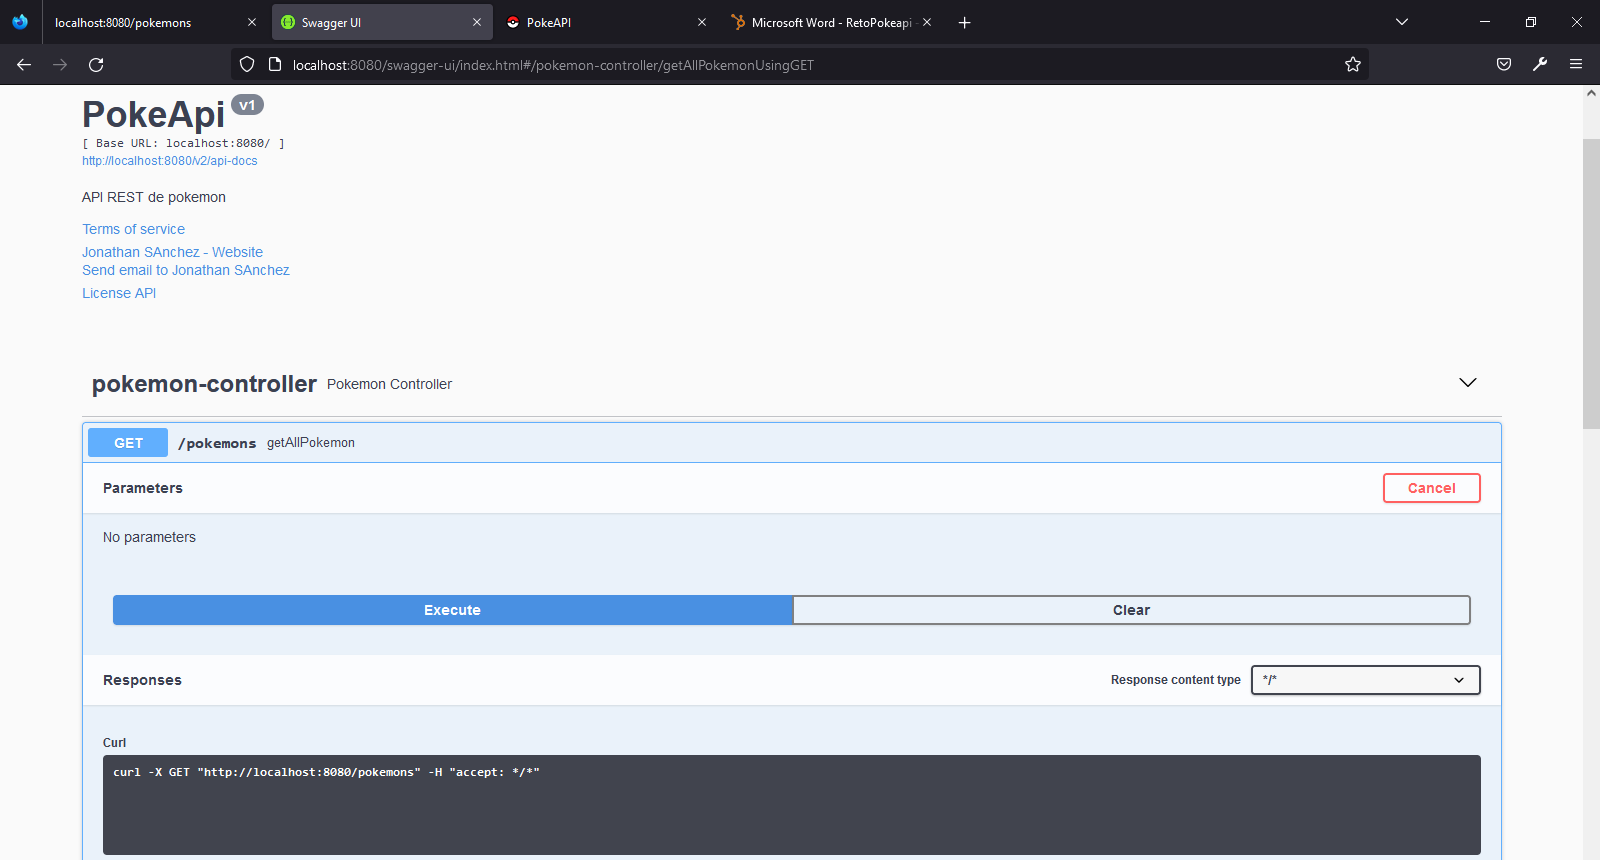 localhost:8080/pokemons
Swagger UI
PokeAPI
Microsoft Word - RetoPokeapi -
localhost:8080/swagger-ui/index.html#/pokemon-controller/getAllPokemonUsingGET
PokeApi v1
[ Base URL: localhost:8080/ ]
http://localhost:8080/v2/api-docs
API REST de pokemon
Terms of service
Jonathan SAnchez - Website
Send email to Jonathan SAnchez
License API
pokemon-controller Pokemon Controller
GET /pokemons getAllPokemon
Parameters Cancel
No parameters
Execute Clear
Responses Response content type */*
Curl
curl -X GET "http://localhost:8080/pokemons" -H "accept: */*"